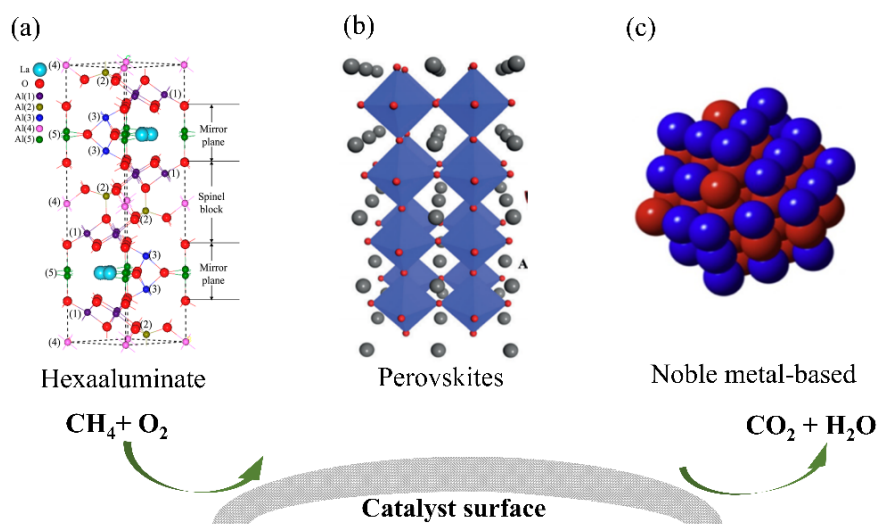 (a)
(b)
(c)
La
O
Al(1)
Al(2)
Al(3)
Al(4)
Al(5)
(4)
(2)
(1)
(3)
(5)
(3)
Mirror
plane
(1)
Spinel
block
(4)
(2)
(1)
(3)
(5)
(3)
Mirror
plane
(1)
(2)
(4)
A
Hexaaluminate
Perovskites
Noble metal-based
CH4+ O2
CO2 + H2O
Catalyst surface